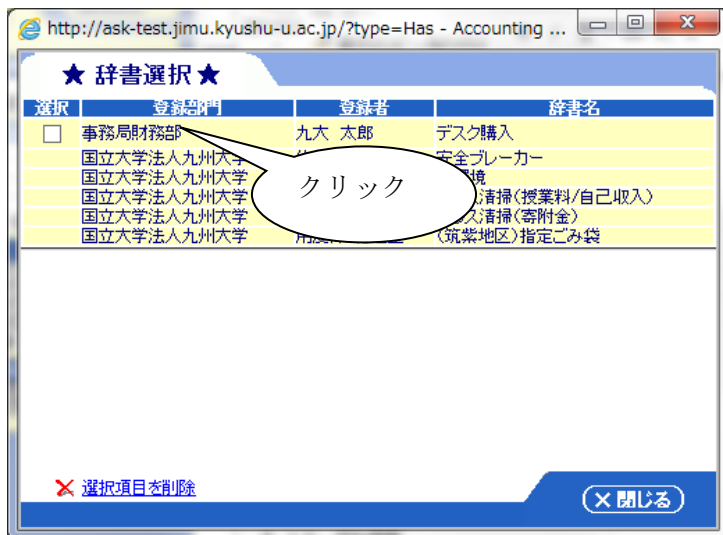 http://ask-test.jimu.kyushu-u.ac.jp/?type=Has - Accounting ...
★ 辞書選択 ★
選択 登録部門 登録者 辞書名
事務局財務部 九大 太郎 デスク購入
国立大学法人九州大学 安全ブレーカー
国立大学法人九州大学 境
国立大学法人九州大学 清掃(授業料/自己収入)
国立大学法人九州大学 清掃(寄附金)
国立大学法人九州大学 (筑紫地区)指定ごみ袋
クリック
選択項目を削除
×閉じる